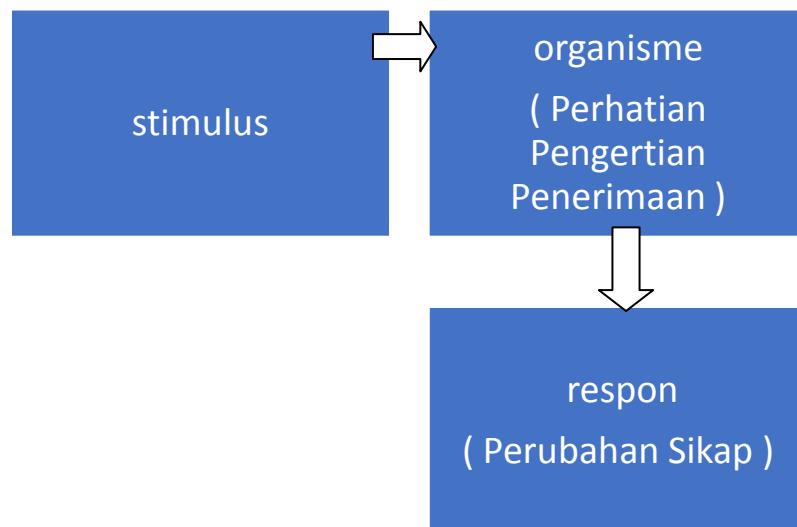 stimulus
organisme
( Perhatian
Pengertian
Penerimaan )
respon
( Perubahan Sikap )